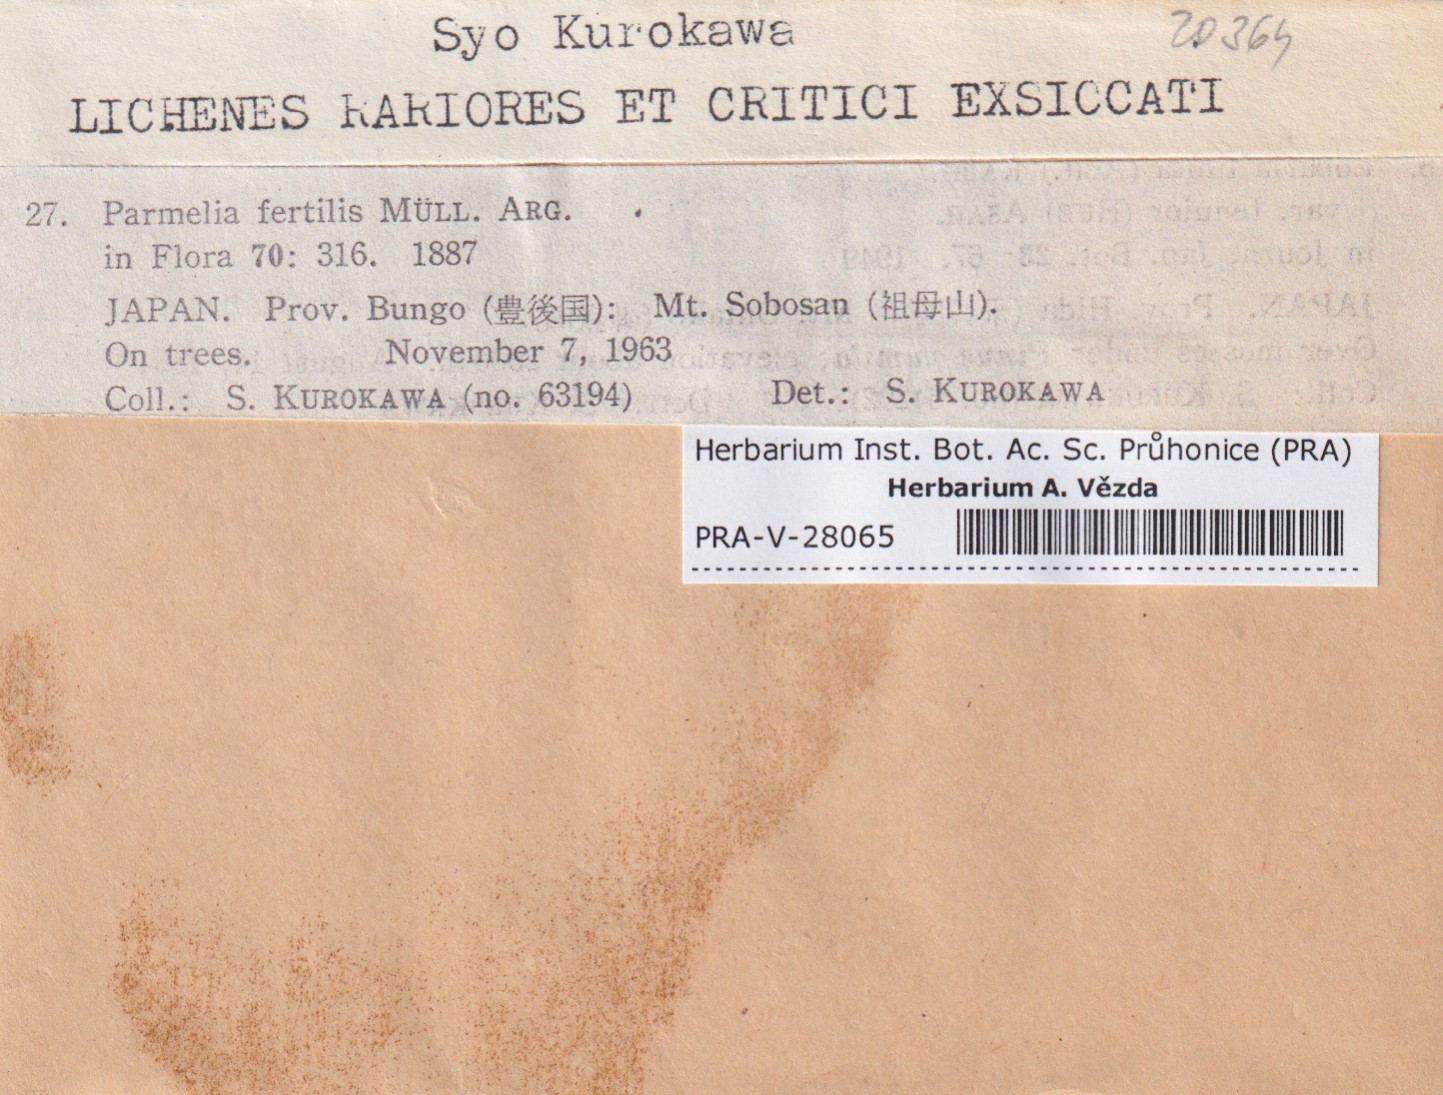 Syo Kurokawa 20364
LICHENES RARIORES ET CRITICI EXSICCATI
27. Parmelia fertilis MÜLL. ARG.
in Flora 70: 316. 1887
JAPAN. Prov. Bungo (豊後国): Mt. Sobosan (祖母山).
On trees. November 7, 1963
Coll.: S. KUROKAWA (no. 63194) Det.: S. KUROKAWA
Herbarium Inst. Bot. Ac. Sc. Průhonice (PRA)
Herbarium A. Vězda
PRA-V-28065